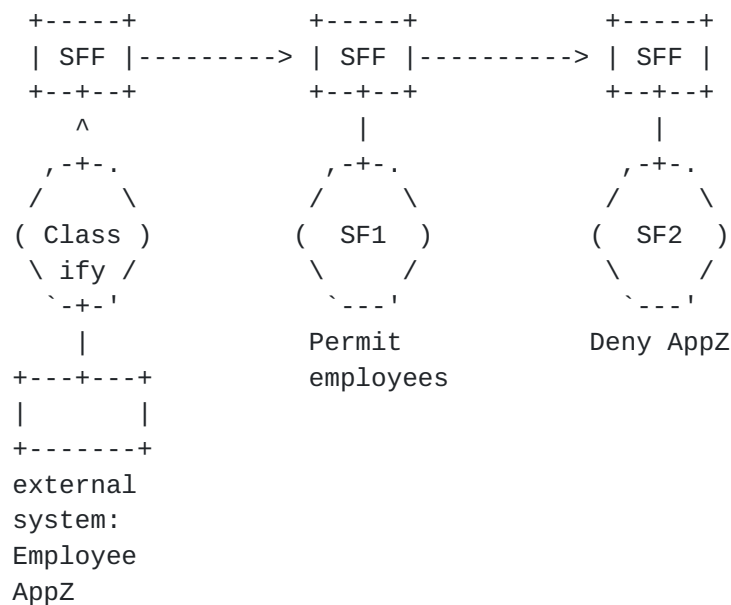 +-----+ +-----+ +-----+
| SFF |---------> | SFF |----------> | SFF |
+--+--+ +--+--+ +--+--+
^ | |
,-+-. ,-+-. ,-+-.
/ \ / \ / \
( Class ) ( SF1 ) ( SF2 )
\ ify / \ / \ /
`-+-' `---' `---'
| Permit Deny AppZ
+---+---+ employees
| |
+-------+
external
system:
Employee
AppZ